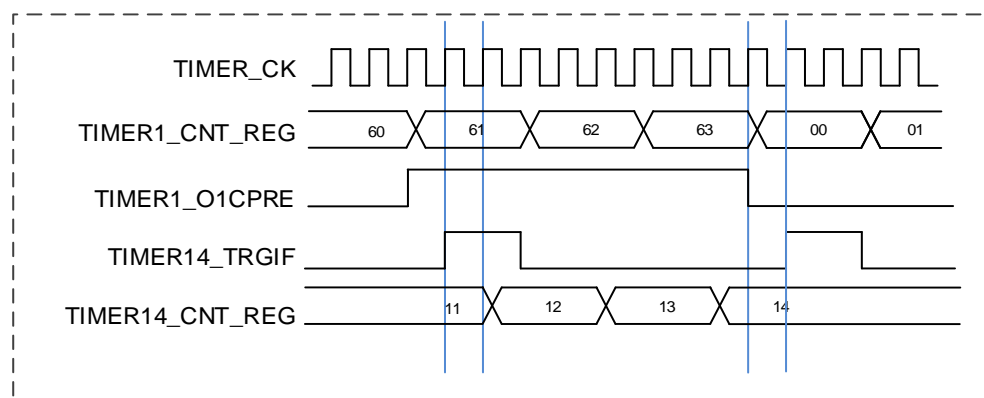 TIMER_CK
TIMER1_CNT_REG 60 61 62 63 00 01
TIMER1_O1CPRE
TIMER14_TRGIF
TIMER14_CNT_REG 11 12 13 14